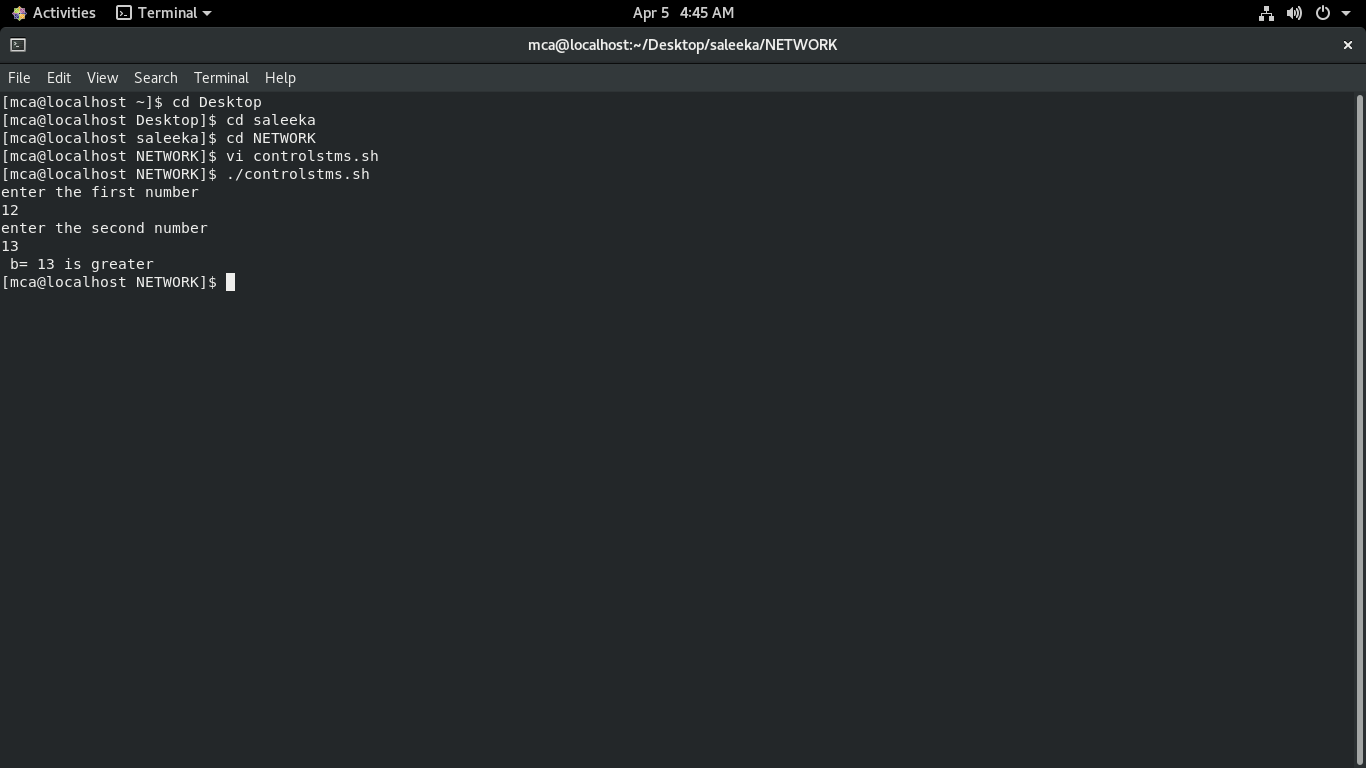 Activities Terminal Apr 5 4:45 AM
mca@localhost:~/Desktop/saleeka/NETWORK
File Edit View Search Terminal Help
[mca@localhost ~]$ cd Desktop
[mca@localhost Desktop]$ cd saleeka
[mca@localhost saleeka]$ cd NETWORK
[mca@localhost NETWORK]$ vi controlstms.sh
[mca@localhost NETWORK]$ ./controlstms.sh
enter the first number
12
enter the second number
13
 b= 13 is greater
[mca@localhost NETWORK]$